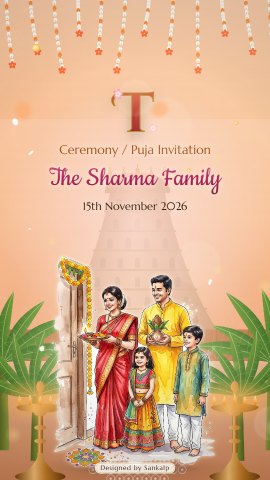 T
Ceremony / Puja Invitation
The Sharma Family
15th November 2026
Designed by Sankalp